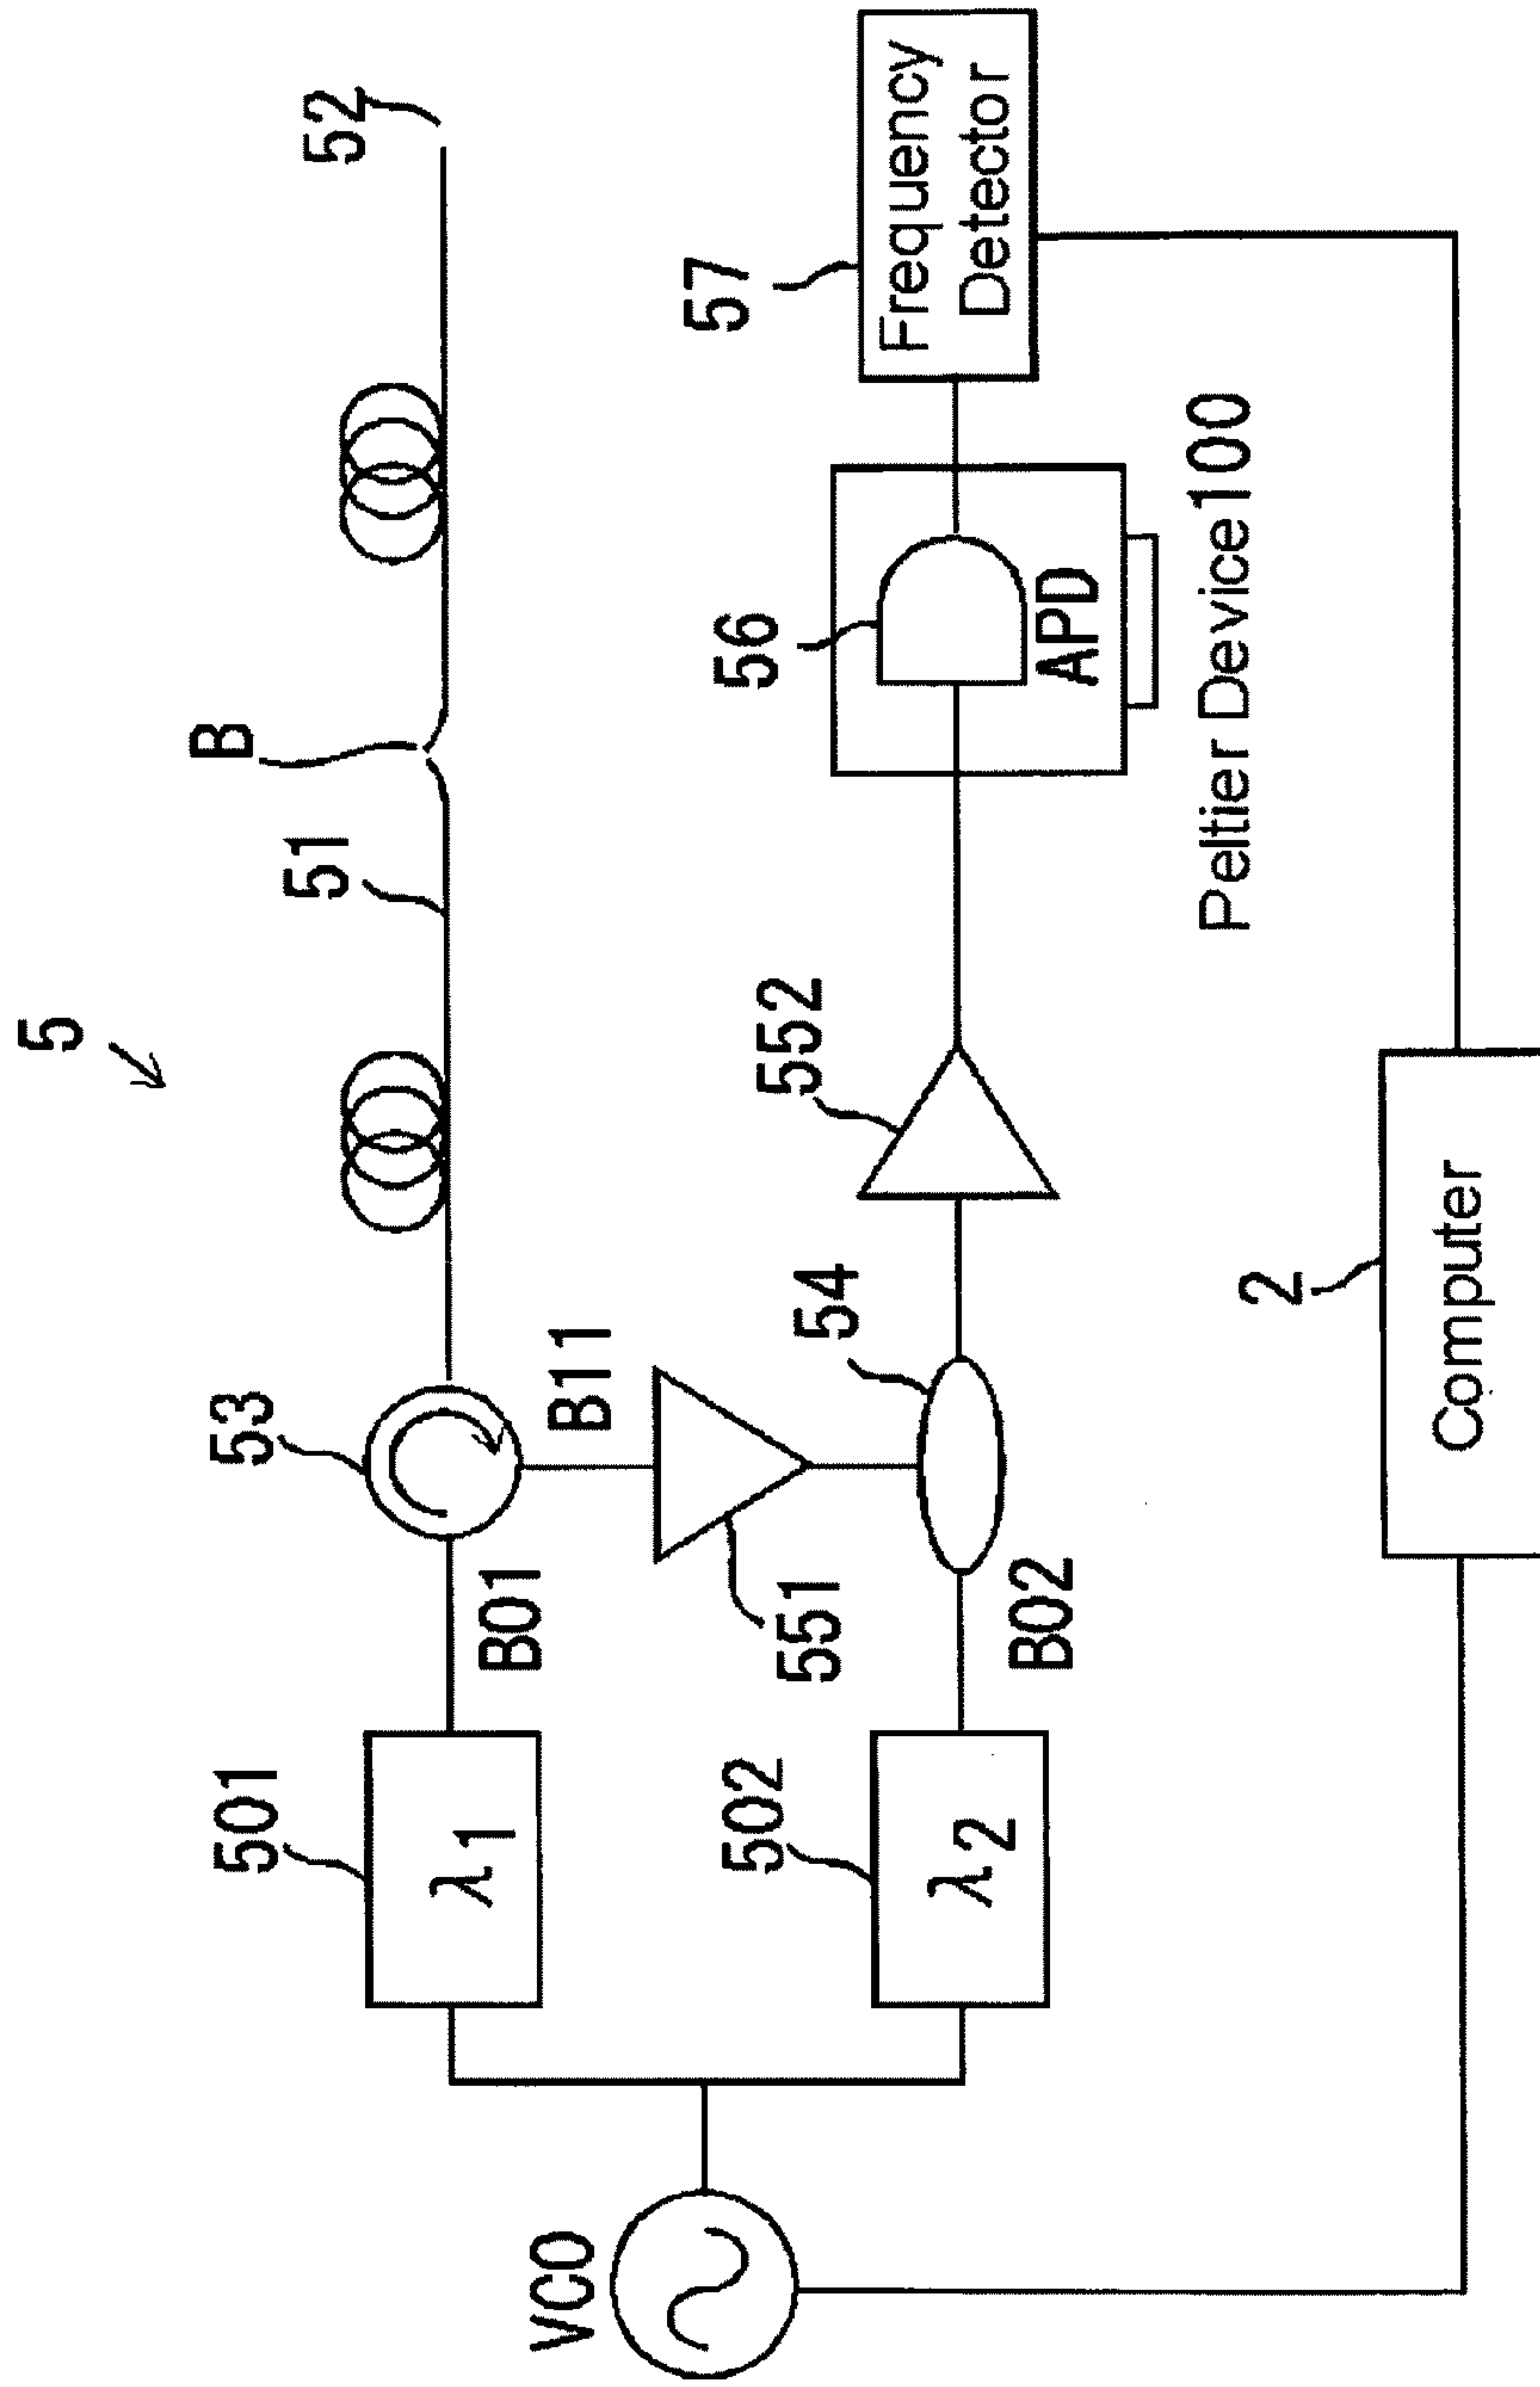 5
B
52
51
53
501
λ1
B01
B11
551
54
552
56
APD
57
Frequency
Detector
Peltier Device100
VCO
502
λ2
B02
2
Computer